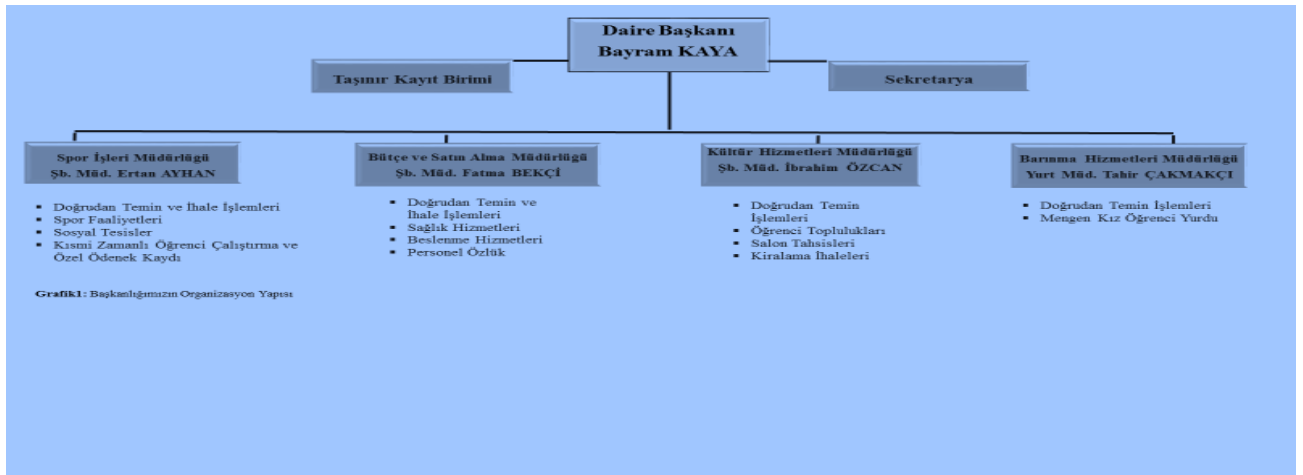 Daire Başkanı
Bayram KAYA
Taşınır Kayıt Birimi
Sekretarya
Spor İşleri Müdürlüğü
Şb. Müd. Ertan AYHAN
▪ Doğrudan Temin ve İhale İşlemleri
▪ Spor Faaliyetleri
▪ Sosyal Tesisler
▪ Kısmi Zamanlı Öğrenci Çalıştırma ve
Özel Ödenek Kaydı
Bütçe ve Satın Alma Müdürlüğü
Şb. Müd. Fatma BEKÇİ
▪ Doğrudan Temin ve
İhale İşlemleri
▪ Sağlık Hizmetleri
▪ Beslenme Hizmetleri
▪ Personel Özlük
Kültür Hizmetleri Müdürlüğü
Şb. Müd. İbrahim ÖZCAN
▪ Doğrudan Temin
İşlemleri
▪ Öğrenci Toplulukları
▪ Salon Tahsisleri
▪ Kiralama İhaleleri
Barınma Hizmetleri Müdürlüğü
Yurt Müd. Tahir ÇAKMAKÇI
▪ Doğrudan Temin İşlemleri
▪ Mengen Kız Öğrenci Yurdu
Grafik1: Başkanlığımızın Organizasyon Yapısı